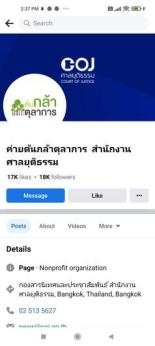 2:37 PM
Search
COJ
ศาลยุติธรรม
COURT OF JUSTICE
ต้นกล้า
ตุลาการ
ค่ายต้นกล้าตุลาการ สำนักงาน
ศาลยุติธรรม
17K likes • 18K followers
Message
Like
Posts
About
Videos
More
Details
Page · Nonprofit organization
กองสารนิเทศและประชาสัมพันธ์ สำนักงาน
ศาลยุติธรรม, Bangkok, Thailand, Bangkok
02 513 5627